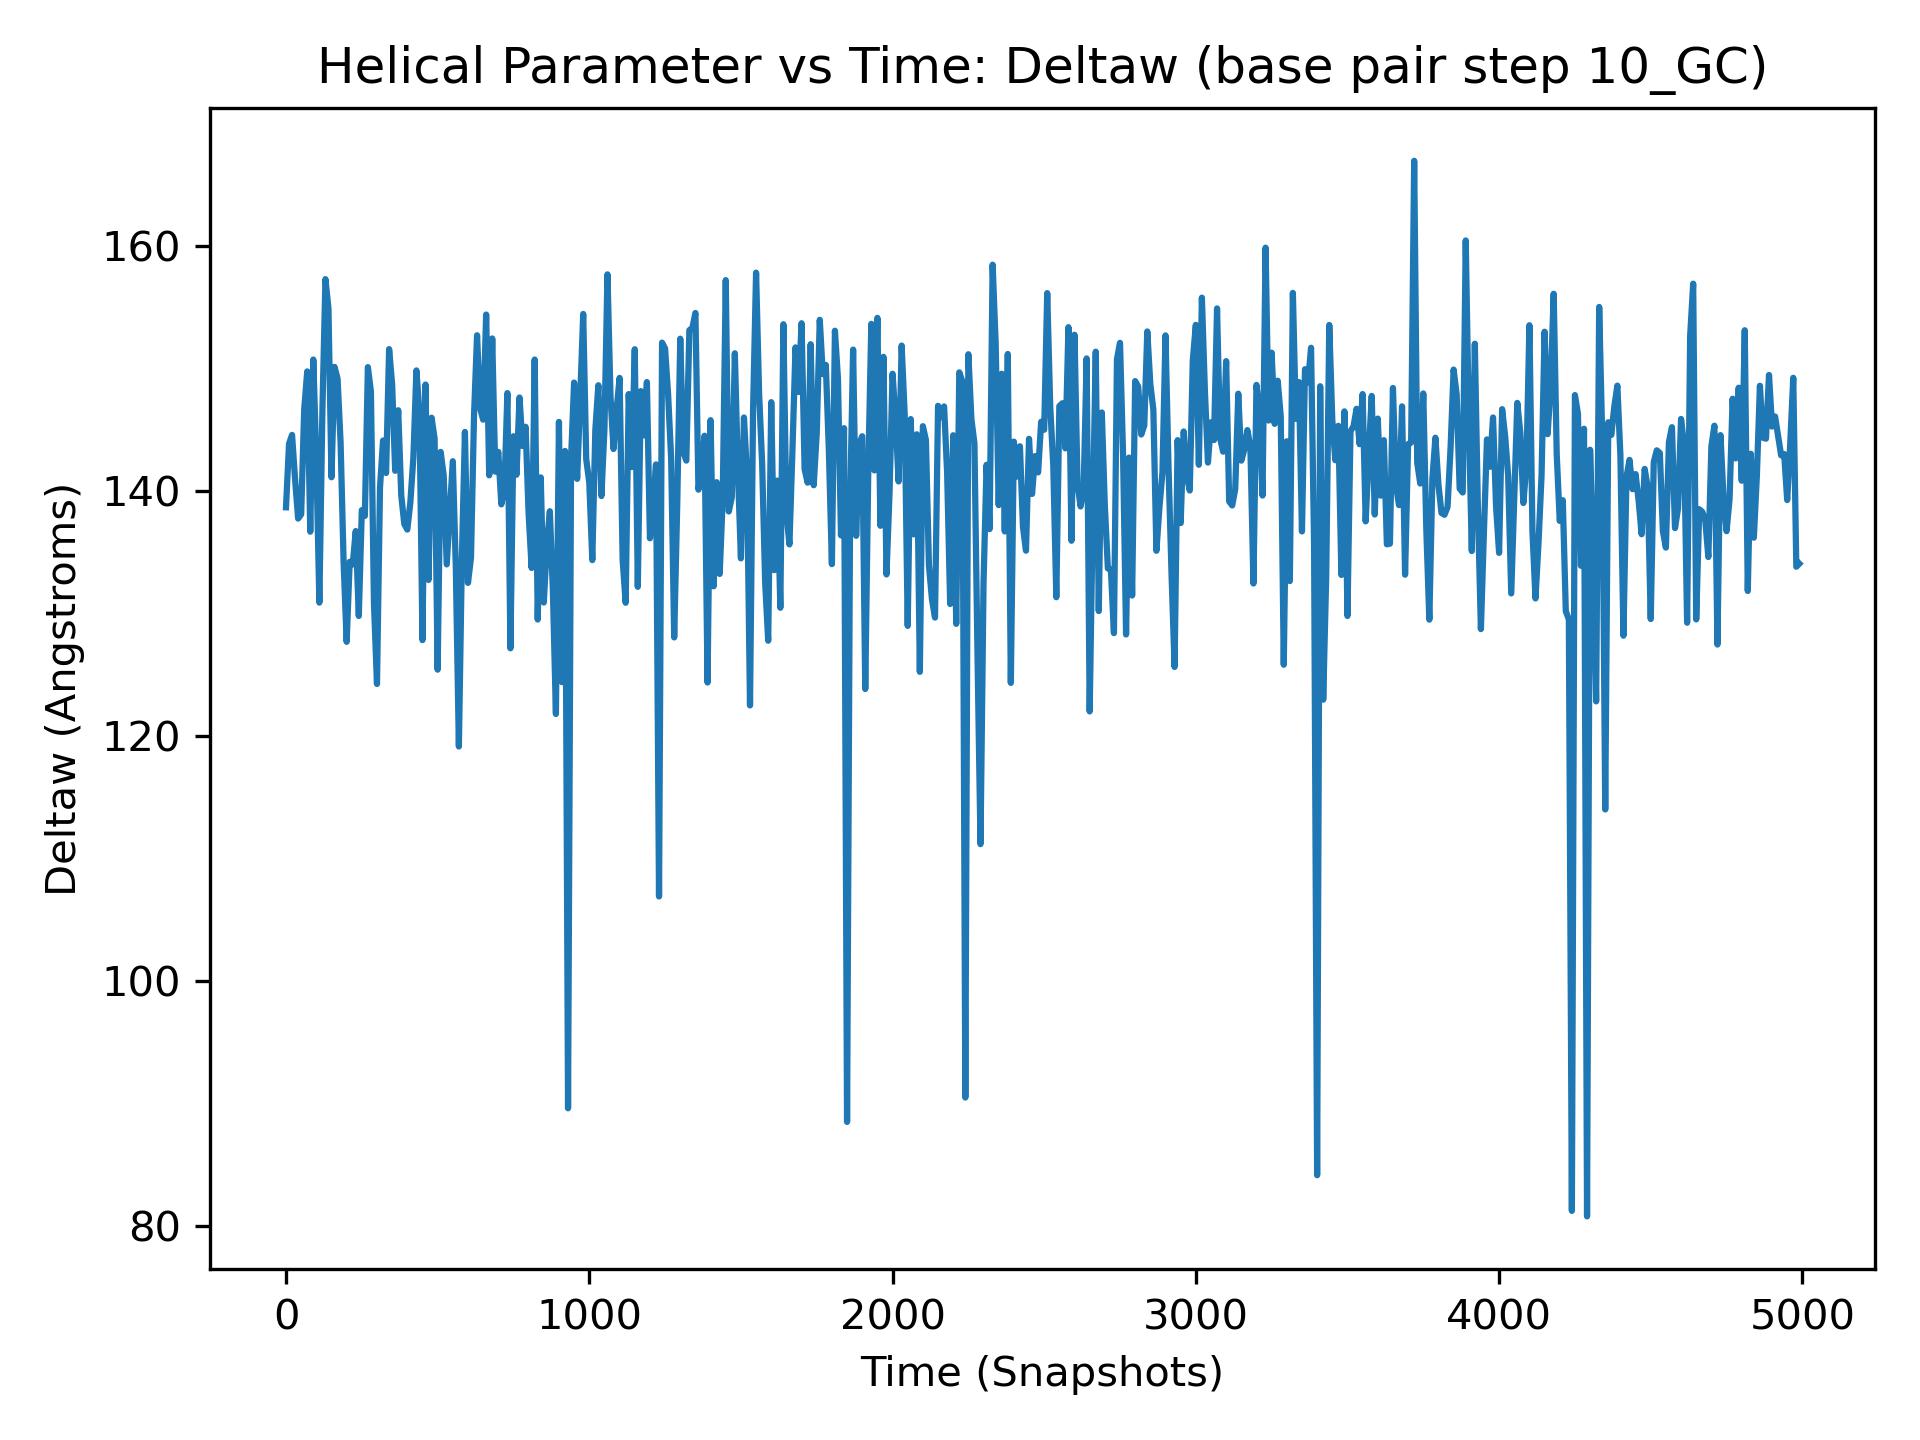 Helical Parameter vs Time: Deltaw (base pair step 10_GC)
Deltaw (Angstroms)
160
140
120
100
80
0 1000 2000 3000 4000 5000
Time (Snapshots)